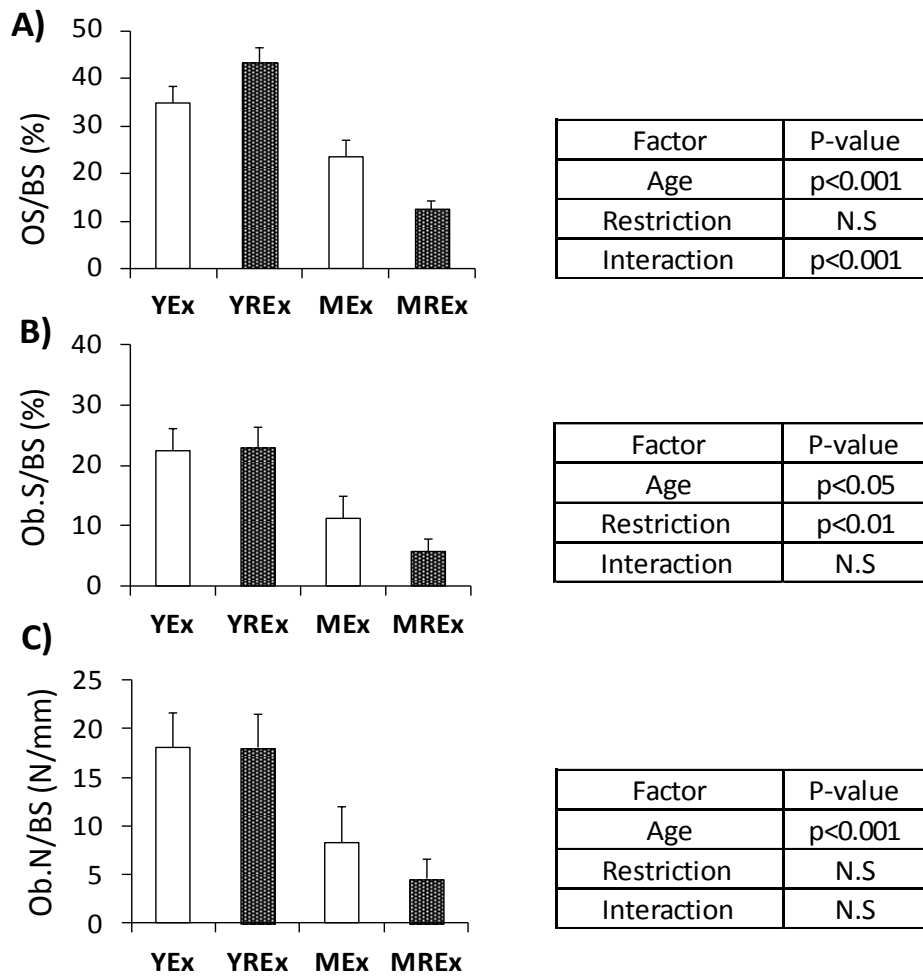 A)
OS/BS (%)
50
40
30
20
10
0
YEx YREx MEx MREx
Factor P-value
Age p<0.001
Restriction N.S
Interaction p<0.001
B)
Ob.S/BS (%)
40
30
20
10
0
YEx YREx MEx MREx
Factor P-value
Age p<0.05
Restriction p<0.01
Interaction N.S
C)
Ob.N/BS (N/mm)
25
20
15
10
5
0
YEx YREx MEx MREx
Factor P-value
Age p<0.001
Restriction N.S
Interaction N.S